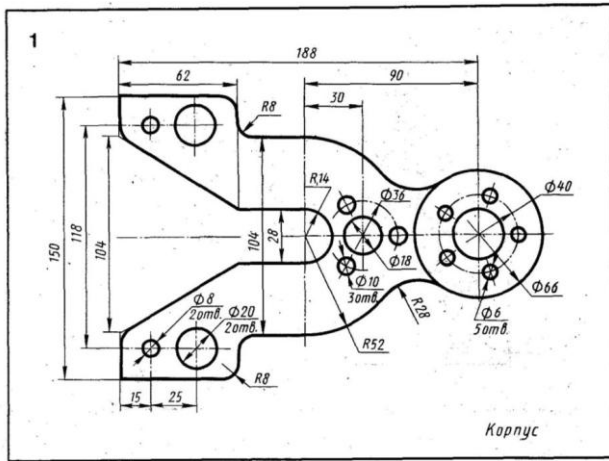 1
188
62
90
30
R8
R14
Ф36
Ф40
150
118
104
104
28
Ф18
Ф66
Ф10
3отв.
Ф8
2отв.
Ф20
2отв.
R28
Ф6
5отв.
R52
R8
15
25
Корпус